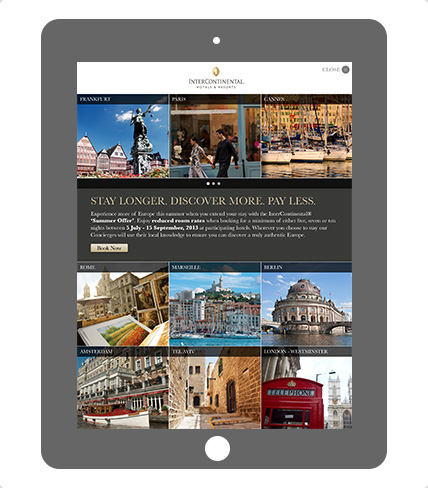 CLOSE
INTERCONTINENTAL
HOTELS & RESORTS
FRANKFURT
PARIS
CANNES
STAY LONGER. DISCOVER MORE. PAY LESS.
Experience more of Europe this summer when you extend your stay with the InterContinental®
'Summer Offer'. Enjoy reduced room rates when booking for a minimum of either five, seven or ten
nights between 5 July - 15 September, 2013 at participating hotels. Wherever you choose to stay our
Concierges will use their local knowledge to ensure you can discover a truly authentic Europe.
Book Now
ROME
MARSEILLE
BERLIN
AMSTERDAM
TEL AVIV
LONDON - WESTMINSTER
TELEPHONE